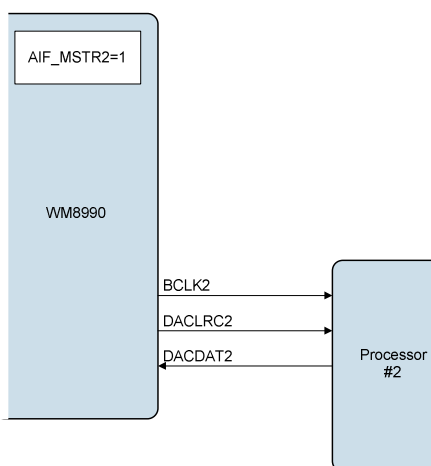 AIF_MSTR2=1
WM8990
BCLK2
DACLRC2
DACDAT2
Processor
#2